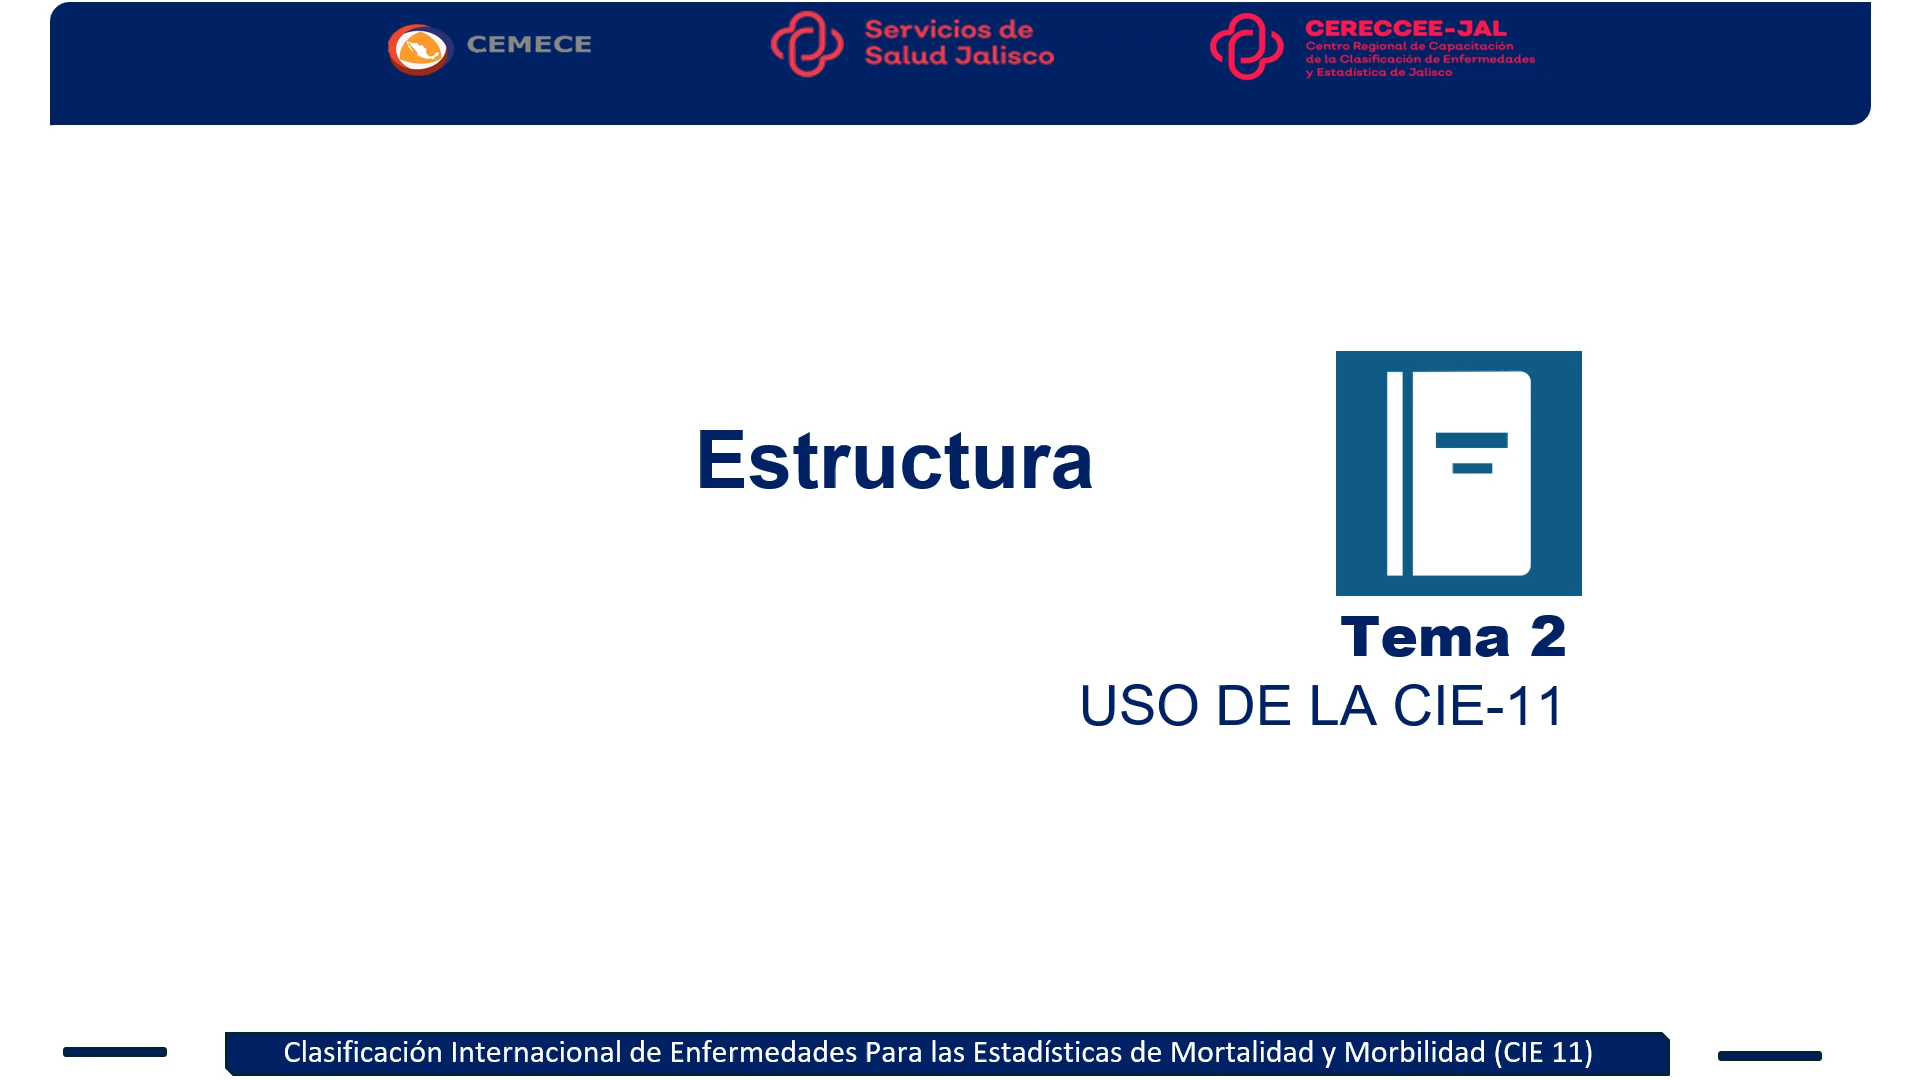 CEMECE
Servicios de
Salud Jalisco
CERECCEE-JAL
Centro Regional de Capacitación
de la Clasificación de Enfermedades
y Estadística de Jalisco
Estructura
Tema 2
USO DE LA CIE-11
Clasificación Internacional de Enfermedades Para las Estadísticas de Mortalidad y Morbilidad (CIE 11)